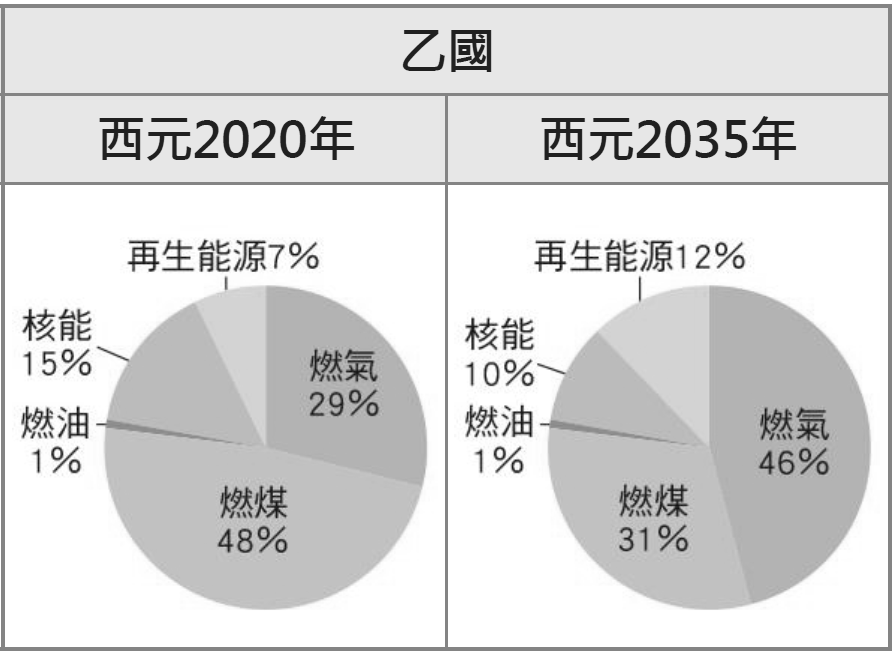 乙國
西元2020年
西元2035年
再生能源7%
核能
15%
燃油
1%
燃氣
29%
燃煤
48%
再生能源12%
核能
10%
燃油
1%
燃氣
46%
燃煤
31%